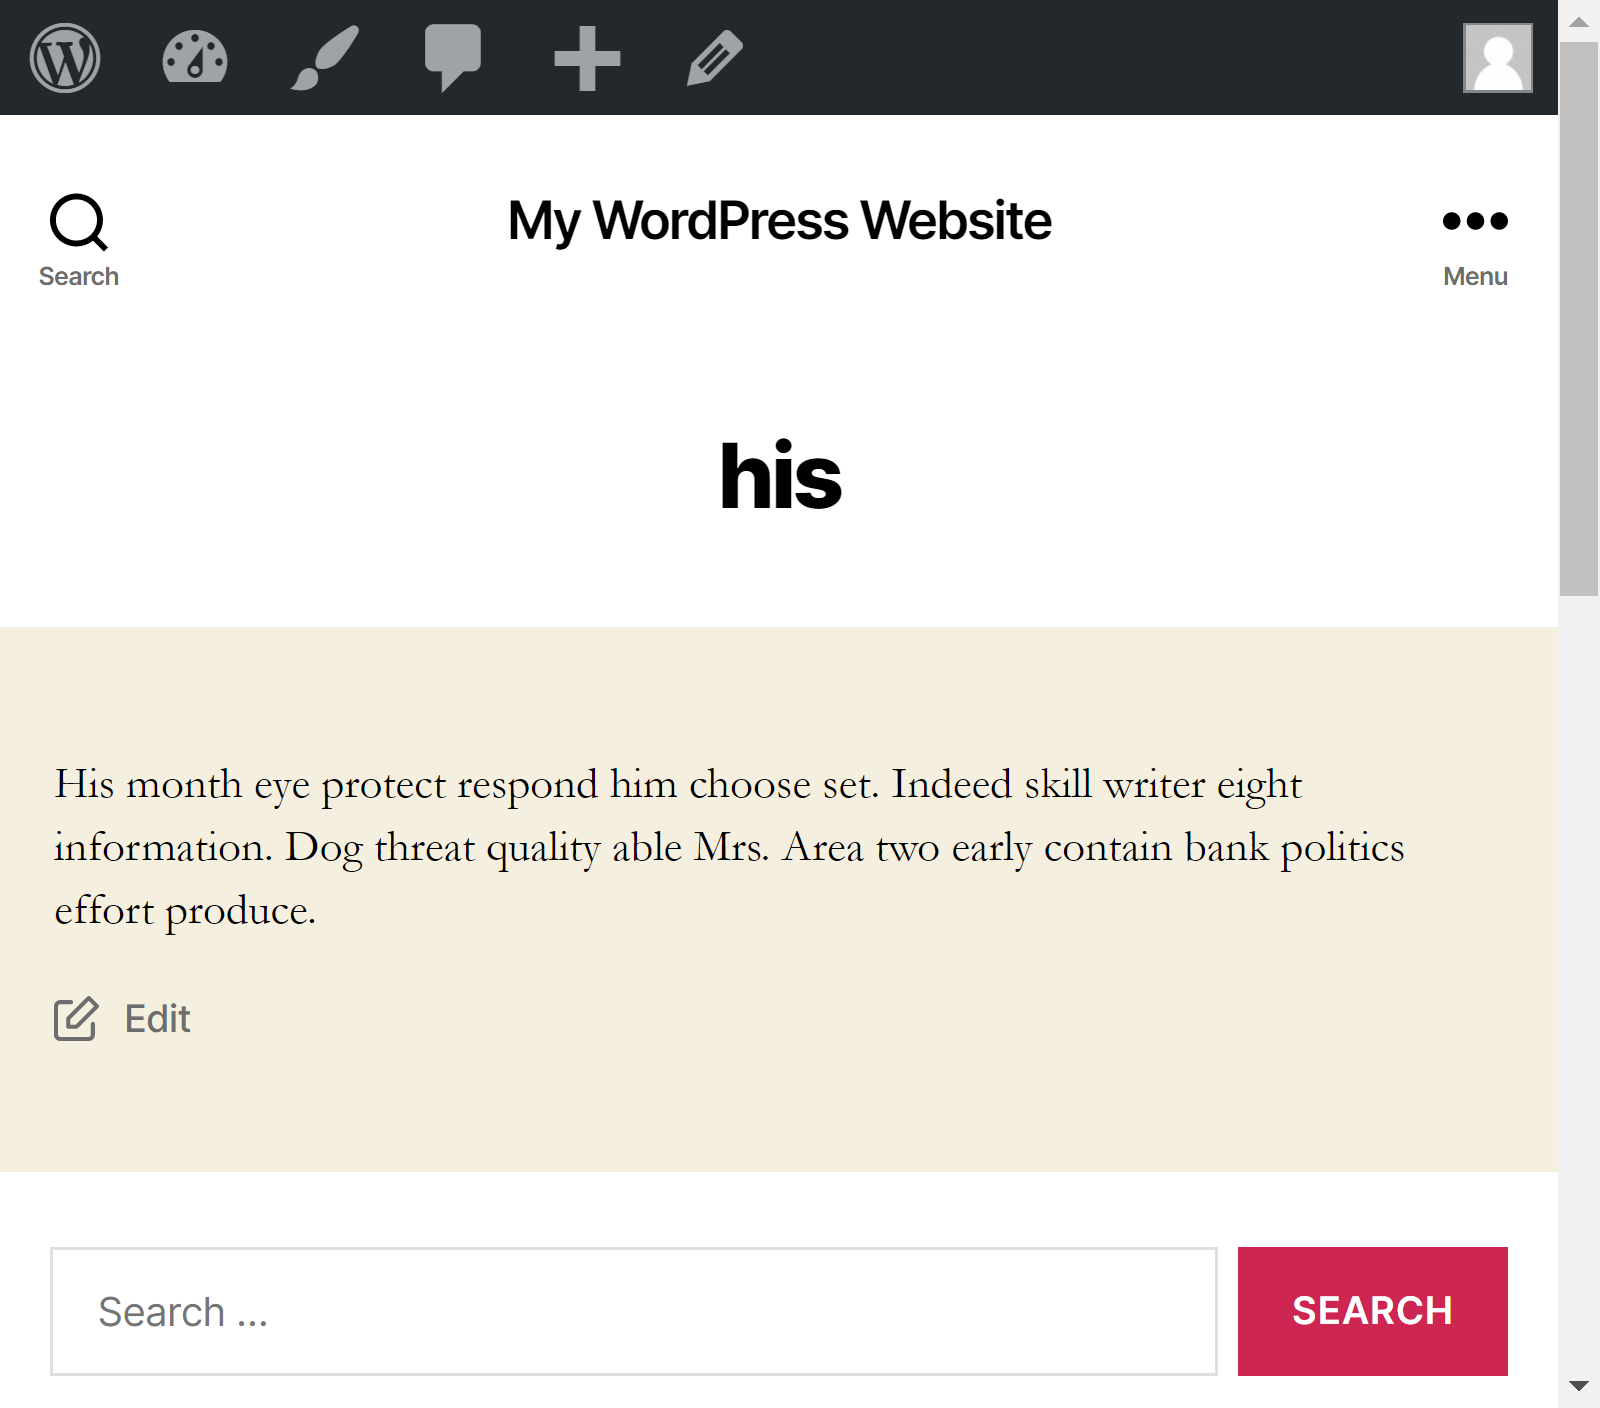 My WordPress Website
Search
Menu
his
His month eye protect respond him choose set. Indeed skill writer eight
information. Dog threat quality able Mrs. Area two early contain bank politics
effort produce.
Edit
Search ...
SEARCH